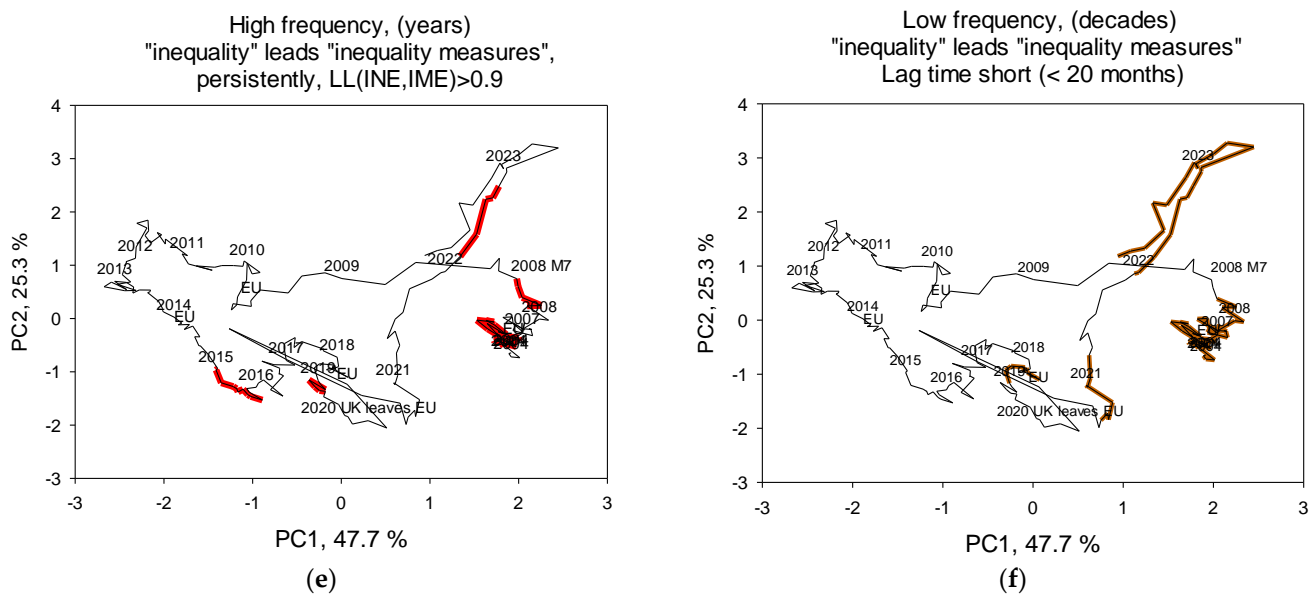 High frequency, (years)
"inequality" leads "inequality measures",
persistently, LL(INE,IME)>0.9
4
3
2
1
0
-1
-2
-3
PC2, 25.3 %
2023
2022
2012
2011
2010
2013
2009
EU
2008 M7
2014
EU
2008
2007
EU
2004
2015
2017
2018
2016
2019
EU
2021
2020 UK leaves EU
-3
-2
-1
0
1
2
3
PC1, 47.7 %
(e)
Low frequency, (decades)
"inequality" leads "inequality measures"
Lag time short (< 20 months)
4
3
2
1
0
-1
-2
-3
PC2, 25.3 %
2023
2022
2012
2011
2010
2013
2009
EU
2008 M7
2014
EU
2008
2007
EU
2004
2015
2017
2018
2016
2019
EU
2021
2020 UK leaves EU
-3
-2
-1
0
1
2
3
PC1, 47.7 %
(f)